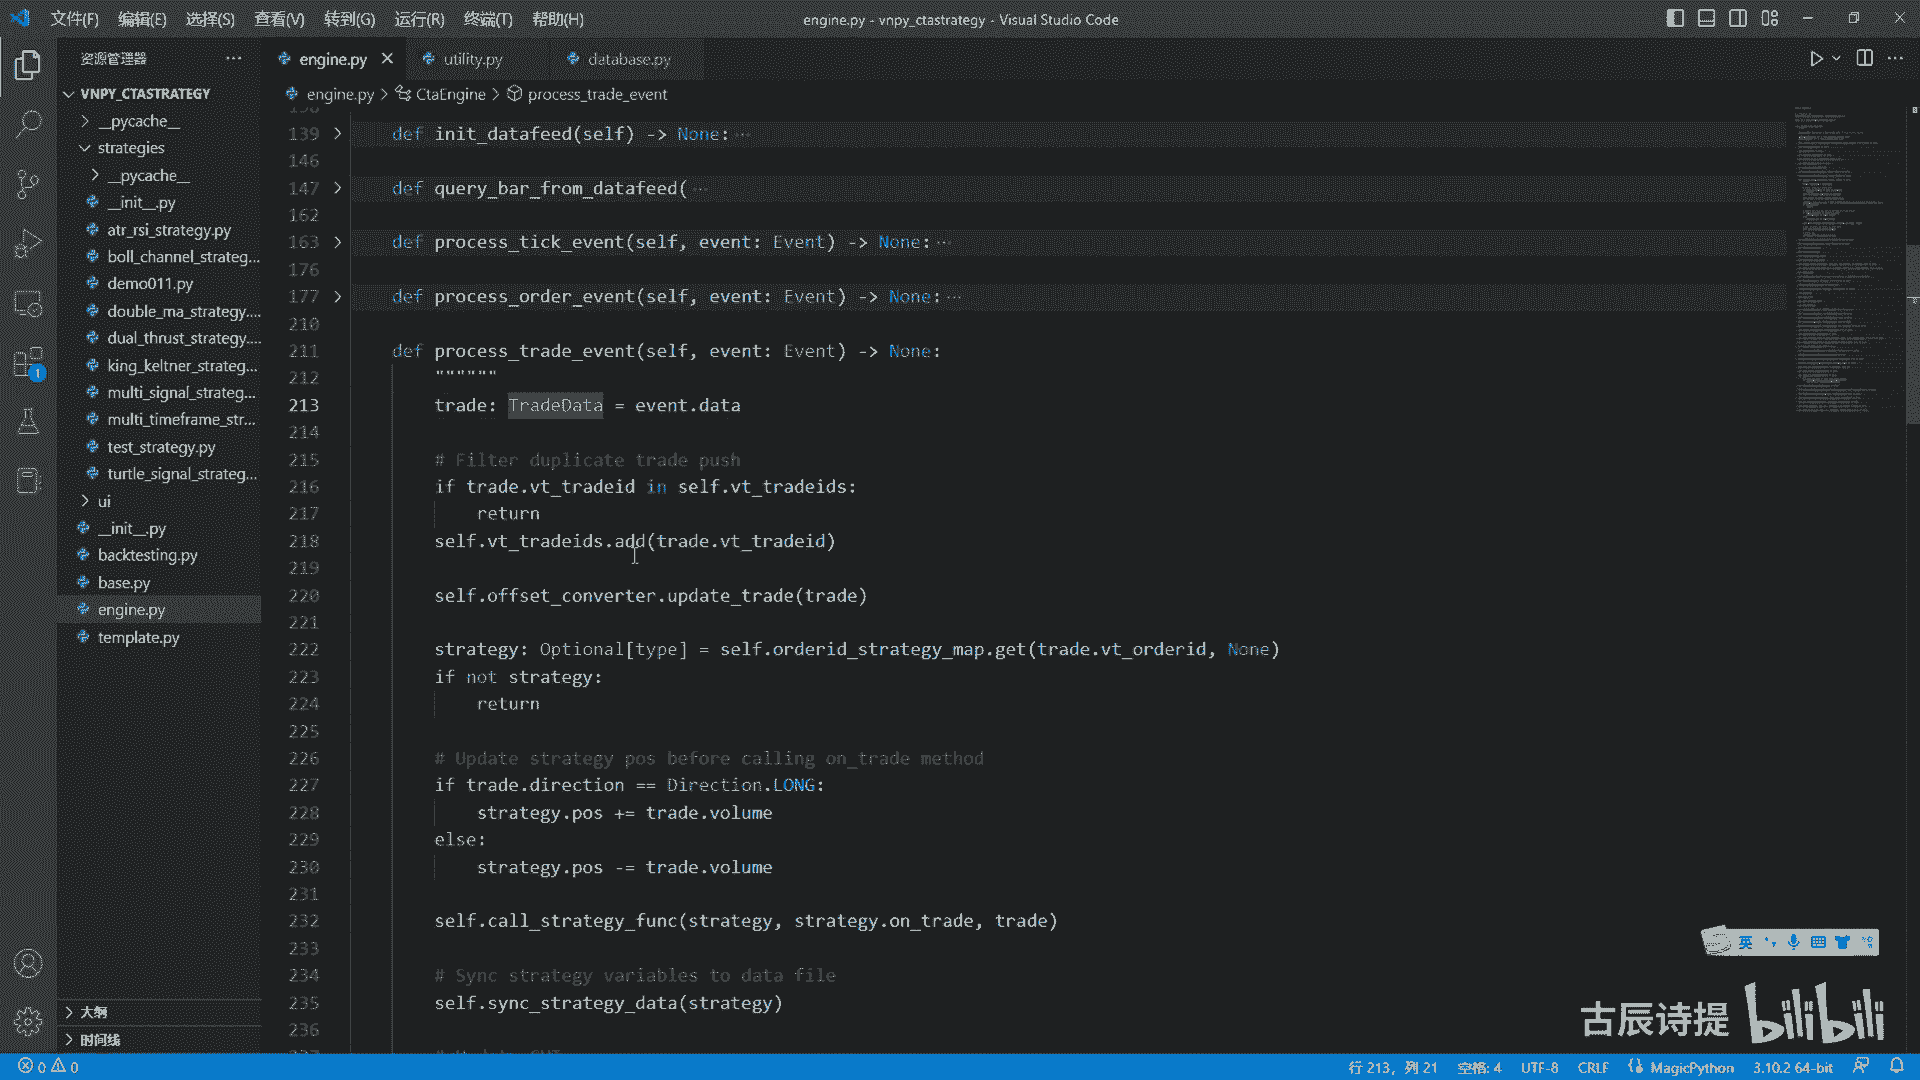 文件(F) 编辑(E) 选择(S) 查看(V) 转到(G) 运行(R) 终端(T) 帮助(H)
engine.py - vnpy_ctastrategy - Visual Studio Code
资源管理器
engine.py
utility.py
database.py
engine.py > CtaEngine > process_trade_event
VNPY_CTASTRATEGY
__pycache__
strategies
__pycache__
__init__.py
atr_rsi_strategy.py
boll_channel_strateg...
demo011.py
double_ma_strategy....
dual_thrust_strategy....
king_keltner_strateg...
multi_signal_strateg...
multi_timeframe_str...
test_strategy.py
turtle_signal_strateg...
ui
__init__.py
backtesting.py
base.py
engine.py
template.py
大纲
时间线
1
139 def init_datafeed(self) -> None: ...
146
147 def query_bar_from_datafeed( ...
162
163 def process_tick_event(self, event: Event) -> None: ...
176
177 def process_order_event(self, event: Event) -> None: ...
210
211 def process_trade_event(self, event: Event) -> None:
212 """"""
213 trade: TradeData = event.data
214
215 # Filter duplicate trade push
216 if trade.vt_tradeid in self.vt_tradeids:
217 return
218 self.vt_tradeids.add(trade.vt_tradeid)
219
220 self.offset_converter.update_trade(trade)
221
222 strategy: Optional[type] = self.orderid_strategy_map.get(trade.vt_orderid, None)
223 if not strategy:
224 return
225
226 # Update strategy pos before calling on_trade method
227 if trade.direction == Direction.LONG:
228 strategy.pos += trade.volume
229 else:
230 strategy.pos -= trade.volume
231
232 self.call_strategy_func(strategy, strategy.on_trade, trade)
233
234 # Sync strategy variables to data file
235 self.sync_strategy_data(strategy)
236
英
古辰诗提 bilibili
0 0
行 213，列 21 空格: 4 UTF-8 CRLF MagicPython 3.10.2 64-bit